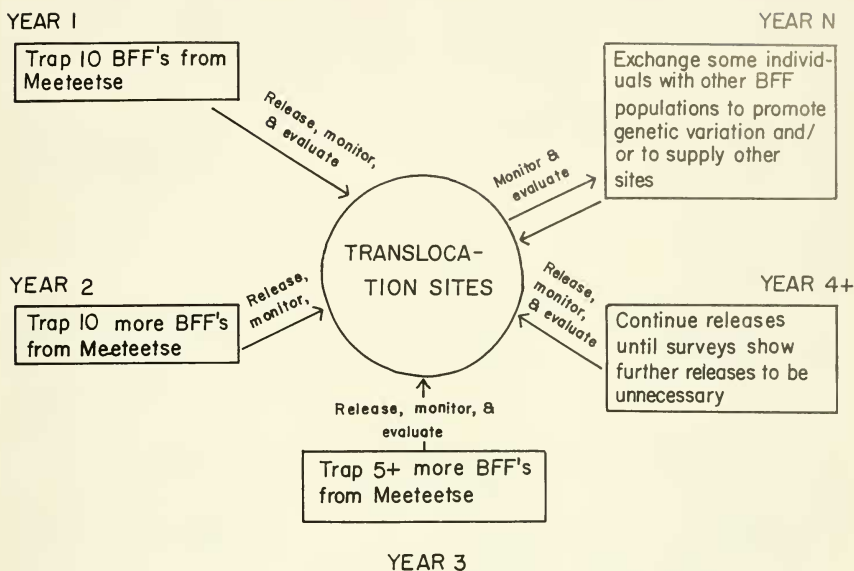 YEAR 1
Trap 10 BFF's from
Meeteetse
Release, monitor,
& evaluate
YEAR N
Exchange some individ-
uals with other BFF
populations to promote
genetic variation and/
or to supply other
sites
Monitor &
evaluate
TRANSLOCA-
TION SITES
YEAR 2
Trap 10 more BFF's
from Meeteetse
Release,
monitor,
YEAR 4+
Continue releases
until surveys show
further releases to be
unnecessary
Release,
monitor,
& evaluate
Release, monitor, &
evaluate
Trap 5+ more BFF's
from Meeteetse
YEAR 3